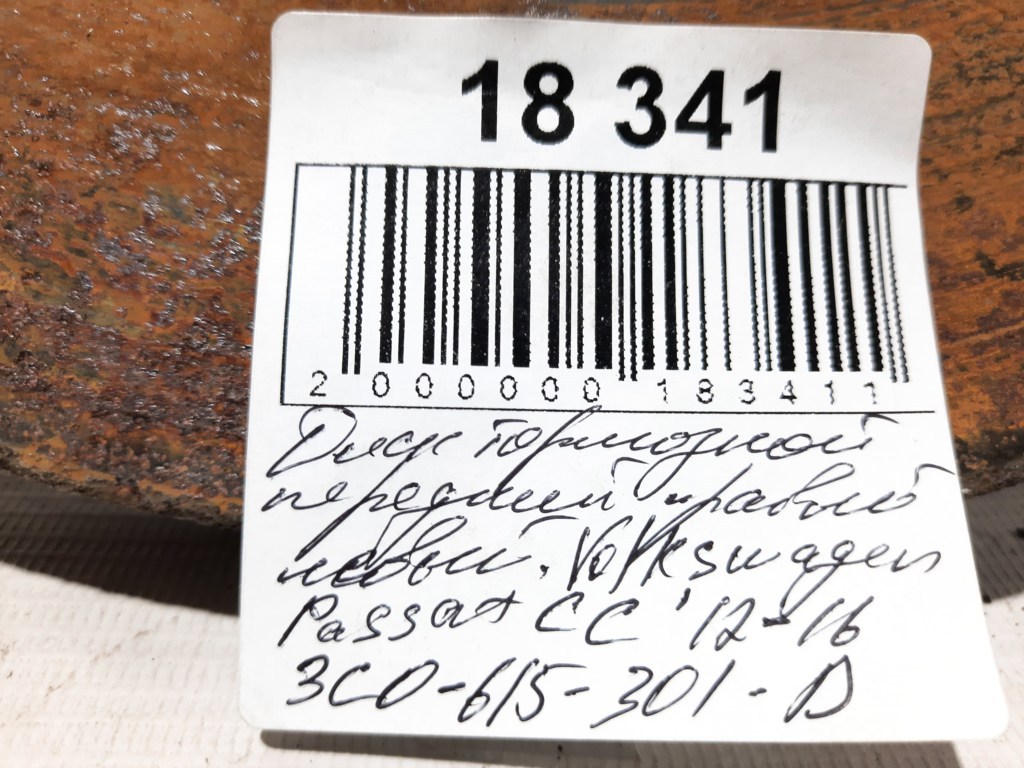 18 341
2 000000 183411
Диск тормозной
передний правый
левый. Volkswagen
Passat CC '12-16
3C0-615-301-D